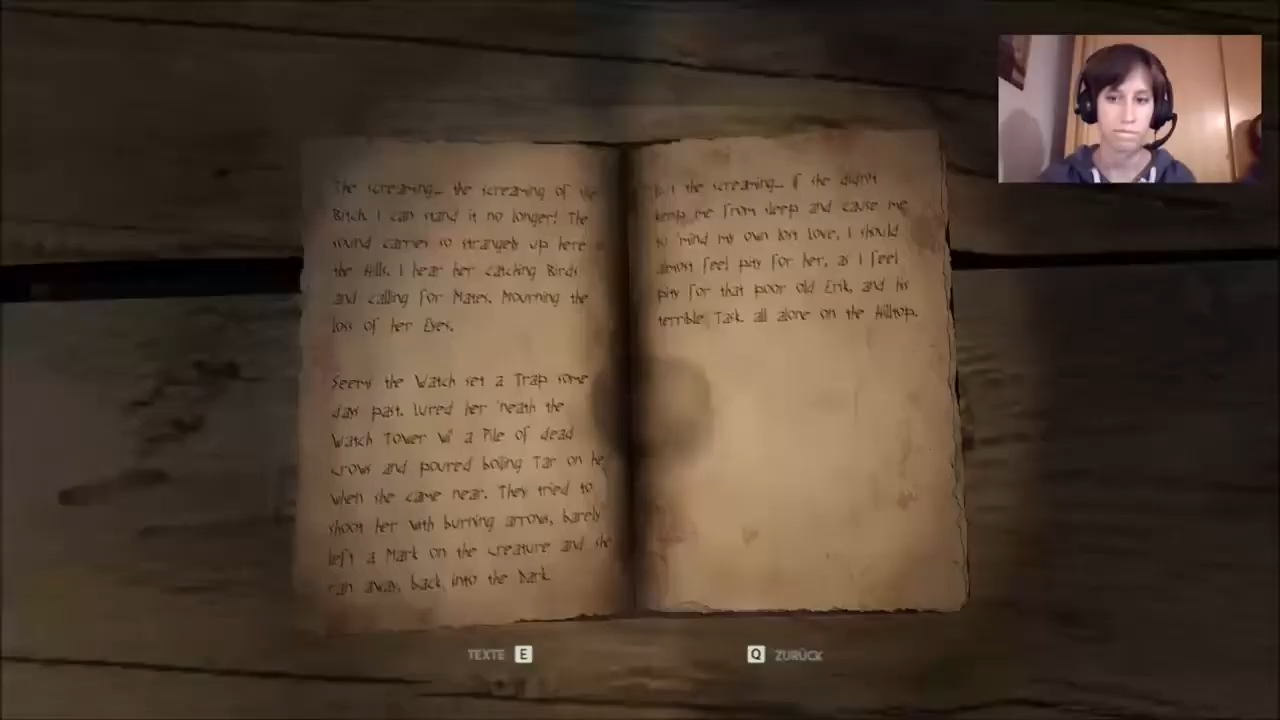 The screaming... the screaming of the
Bitch. I can stand it no longer! The
sound carries so strangely up here
the Hills. I hear her catching Birds
and calling for Mates. Mourning the
loss of her Eyes.
Seems the Watch set a Trap some
days past. Lured her 'neath the
Watch Tower wi' a Pile of dead
crows and poured boiling Tar on he
when she came near. They tried to
shoot her with burning arrows, barely
left a Mark on the creature and she
ran away, back into the Dark.
But the screaming... if she didn't
keep me from sleep and cause me
to 'mind my own lost love, I should
almost feel pity for her, as I feel
pity for that poor old Erik, and his
terrible Task all alone on the Hilltop.
TEXTE E
Q ZURÜCK